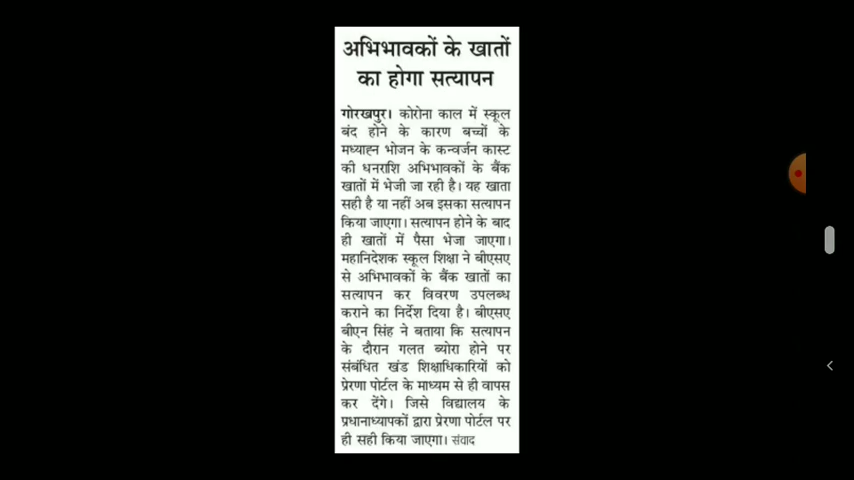 अभिभावकों के खातों
का होगा सत्यापन
गोरखपुर। कोरोना काल में स्कूल
बंद होने के कारण बच्चों के
मध्याह्न भोजन के कन्वर्जन कास्ट
की धनराशि अभिभावकों के बैंक
खातों में भेजी जा रही है। यह खाता
सही है या नहीं अब इसका सत्यापन
किया जाएगा। सत्यापन होने के बाद
ही खातों में पैसा भेजा जाएगा।
महानिदेशक स्कूल शिक्षा ने बीएसए
से अभिभावकों के बैंक खातों का
सत्यापन कर विवरण उपलब्ध
कराने का निर्देश दिया है। बीएसए
बीएन सिंह ने बताया कि सत्यापन
के दौरान गलत ब्योरा होने पर
संबंधित खंड शिक्षाधिकारियों को
प्रेरणा पोर्टल के माध्यम से ही वापस
कर देंगे। जिसे विद्यालय के
प्रधानाध्यापकों द्वारा प्रेरणा पोर्टल पर
ही सही किया जाएगा। संवाद